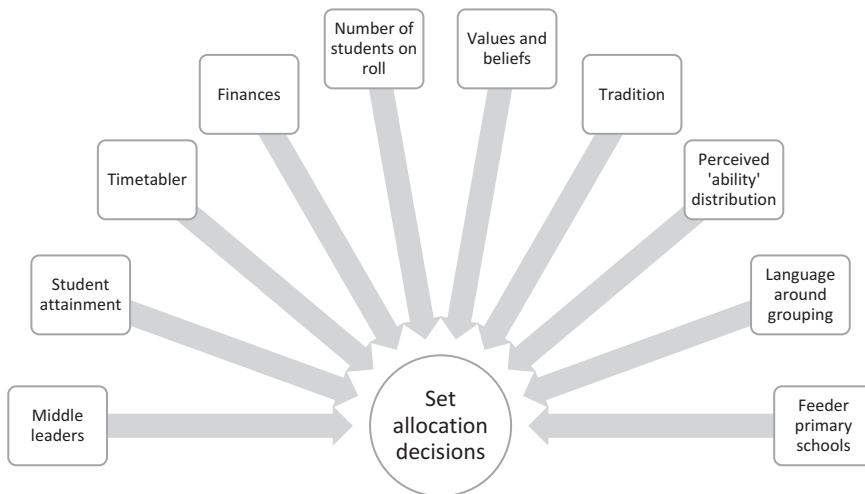 Number of
students on
roll
Values and
beliefs
Finances
Tradition
Timetabler
Perceived
'ability'
distribution
Student
attainment
Language
around
grouping
Middle
leaders
Set
allocation
decisions
Feeder
primary
schools